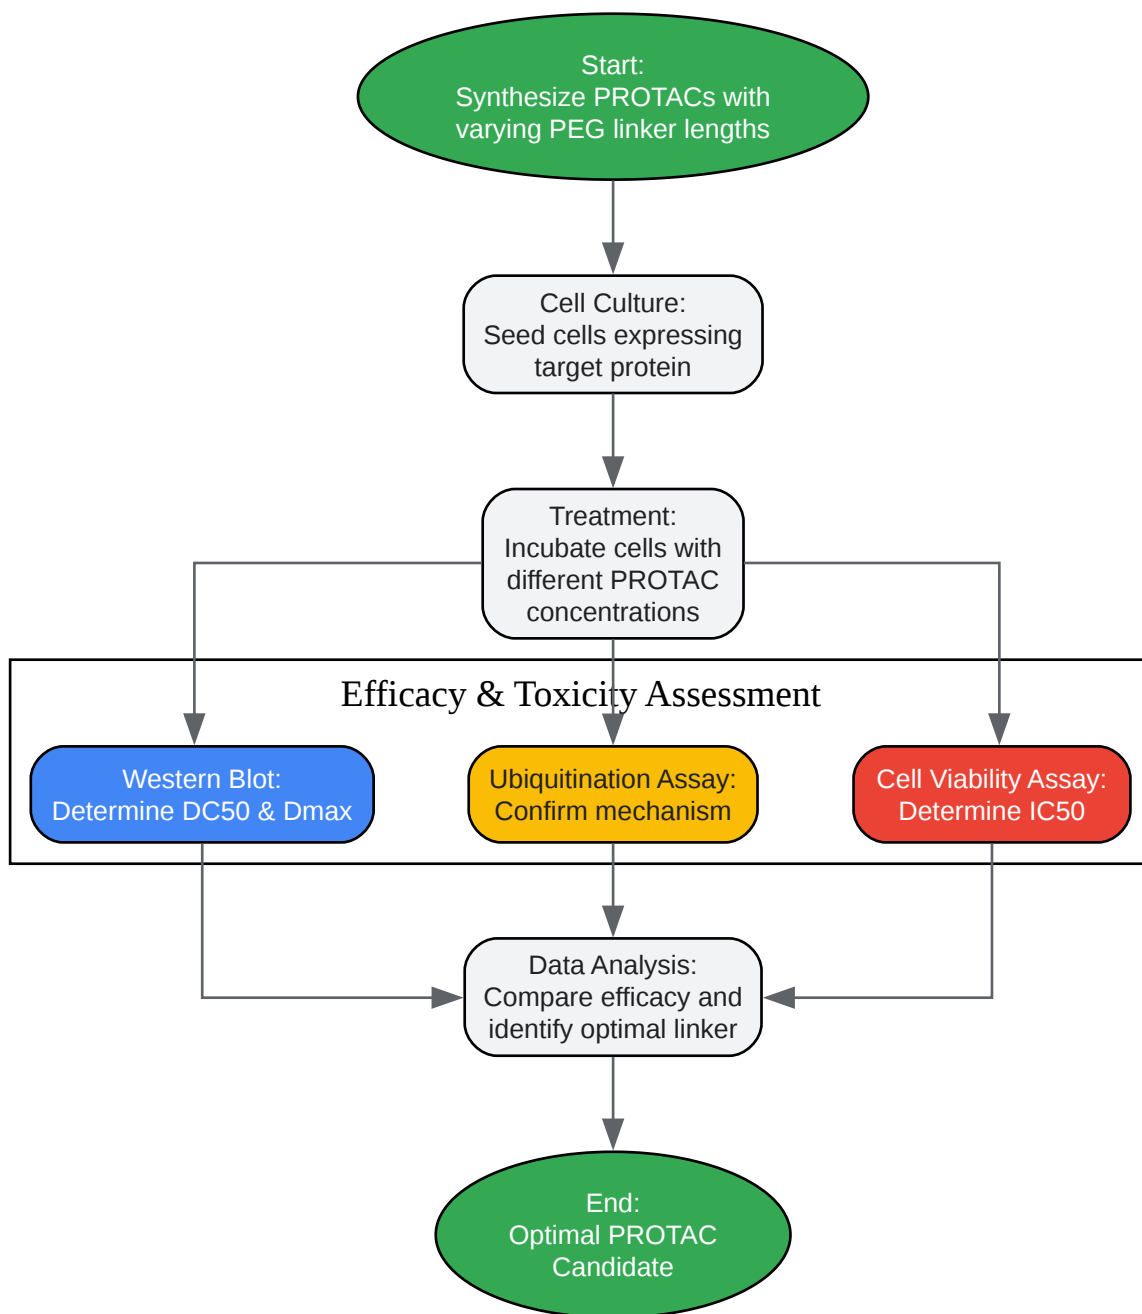 Start:
Synthesize PROTACs with
varying PEG linker lengths
Cell Culture:
Seed cells expressing
target protein
Treatment:
Incubate cells with
different PROTAC
concentrations
Efficacy & Toxicity Assessment
Western Blot:
Determine DC50 & Dmax
Ubiquitination Assay:
Confirm mechanism
Cell Viability Assay:
Determine IC50
Data Analysis:
Compare efficacy and
identify optimal linker
End:
Optimal PROTAC
Candidate